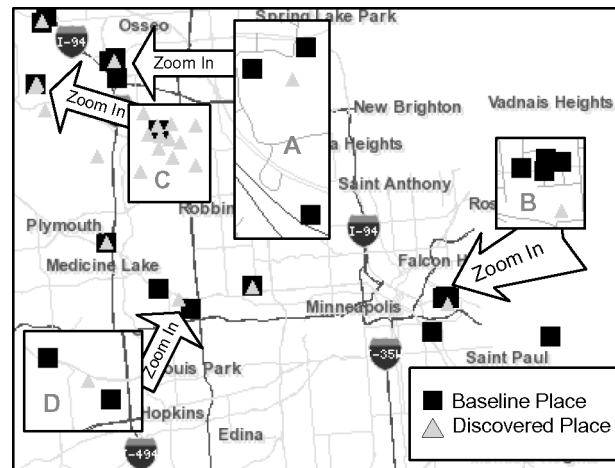 Spring Lake Park
Osseo
I-94
Zoom In
Zoom In
New Brighton
Vadnais Heights
A
a Heights
C
Saint Anthony
B
Ros
Robbin
Plymouth
I-94
Falcon H
Zoom In
Medicine Lake
Minneapolis
Zoom In
-35W
Saint Paul
ouis Park
D
Hopkins
Edina
I-494
Baseline Place
Discovered Place